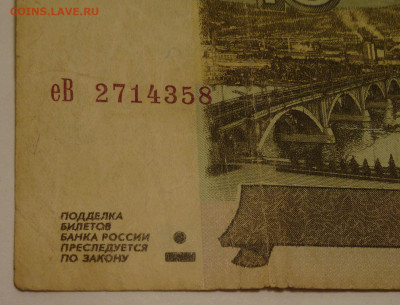 COINS.LAVE.RU
еВ 2714358
ПОДДЕЛКА
БИЛЕТОВ
БАНКА РОССИИ
ПРЕСЛЕДУЕТСЯ
ПО ЗАКОНУ